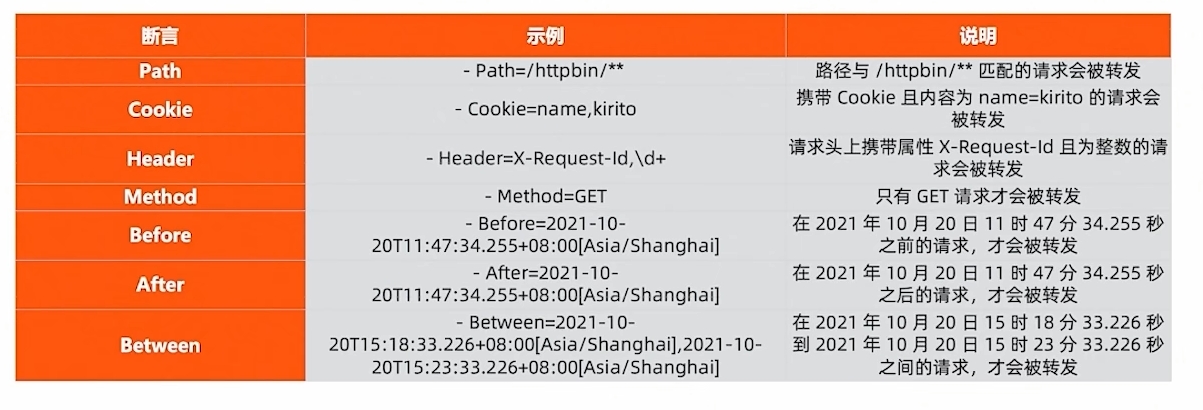 断言 示例 说明
Path - Path=/httpbin/** 路径与 /httpbin/** 匹配的请求会被转发
Cookie - Cookie=name,kirito 携带 Cookie 且内容为 name=kirito 的请求会
被转发
Header - Header=X-Request-Id,\d+ 请求头上携带属性 X-Request-Id 且为整数的请
求会被转发
Method - Method=GET 只有 GET 请求才会被转发
Before - Before=2021-10-
20T11:47:34.255+08:00[Asia/Shanghai] 在 2021 年 10 月 20 日 11 时 47 分 34.255 秒
之前的请求，才会被转发
After - After=2021-10-
20T11:47:34.255+08:00[Asia/Shanghai] 在 2021 年 10 月 20 日 11 时 47 分 34.255 秒
之后的请求，才会被转发
Between - Between=2021-10-
20T15:18:33.226+08:00[Asia/Shanghai],2021-10-
20T15:23:33.226+08:00[Asia/Shanghai] 在 2021 年 10 月 20 日 15 时 18 分 33.226 秒
到 2021 年 10 月 20 日 15 时 23 分 33.226 秒
之间的请求，才会被转发